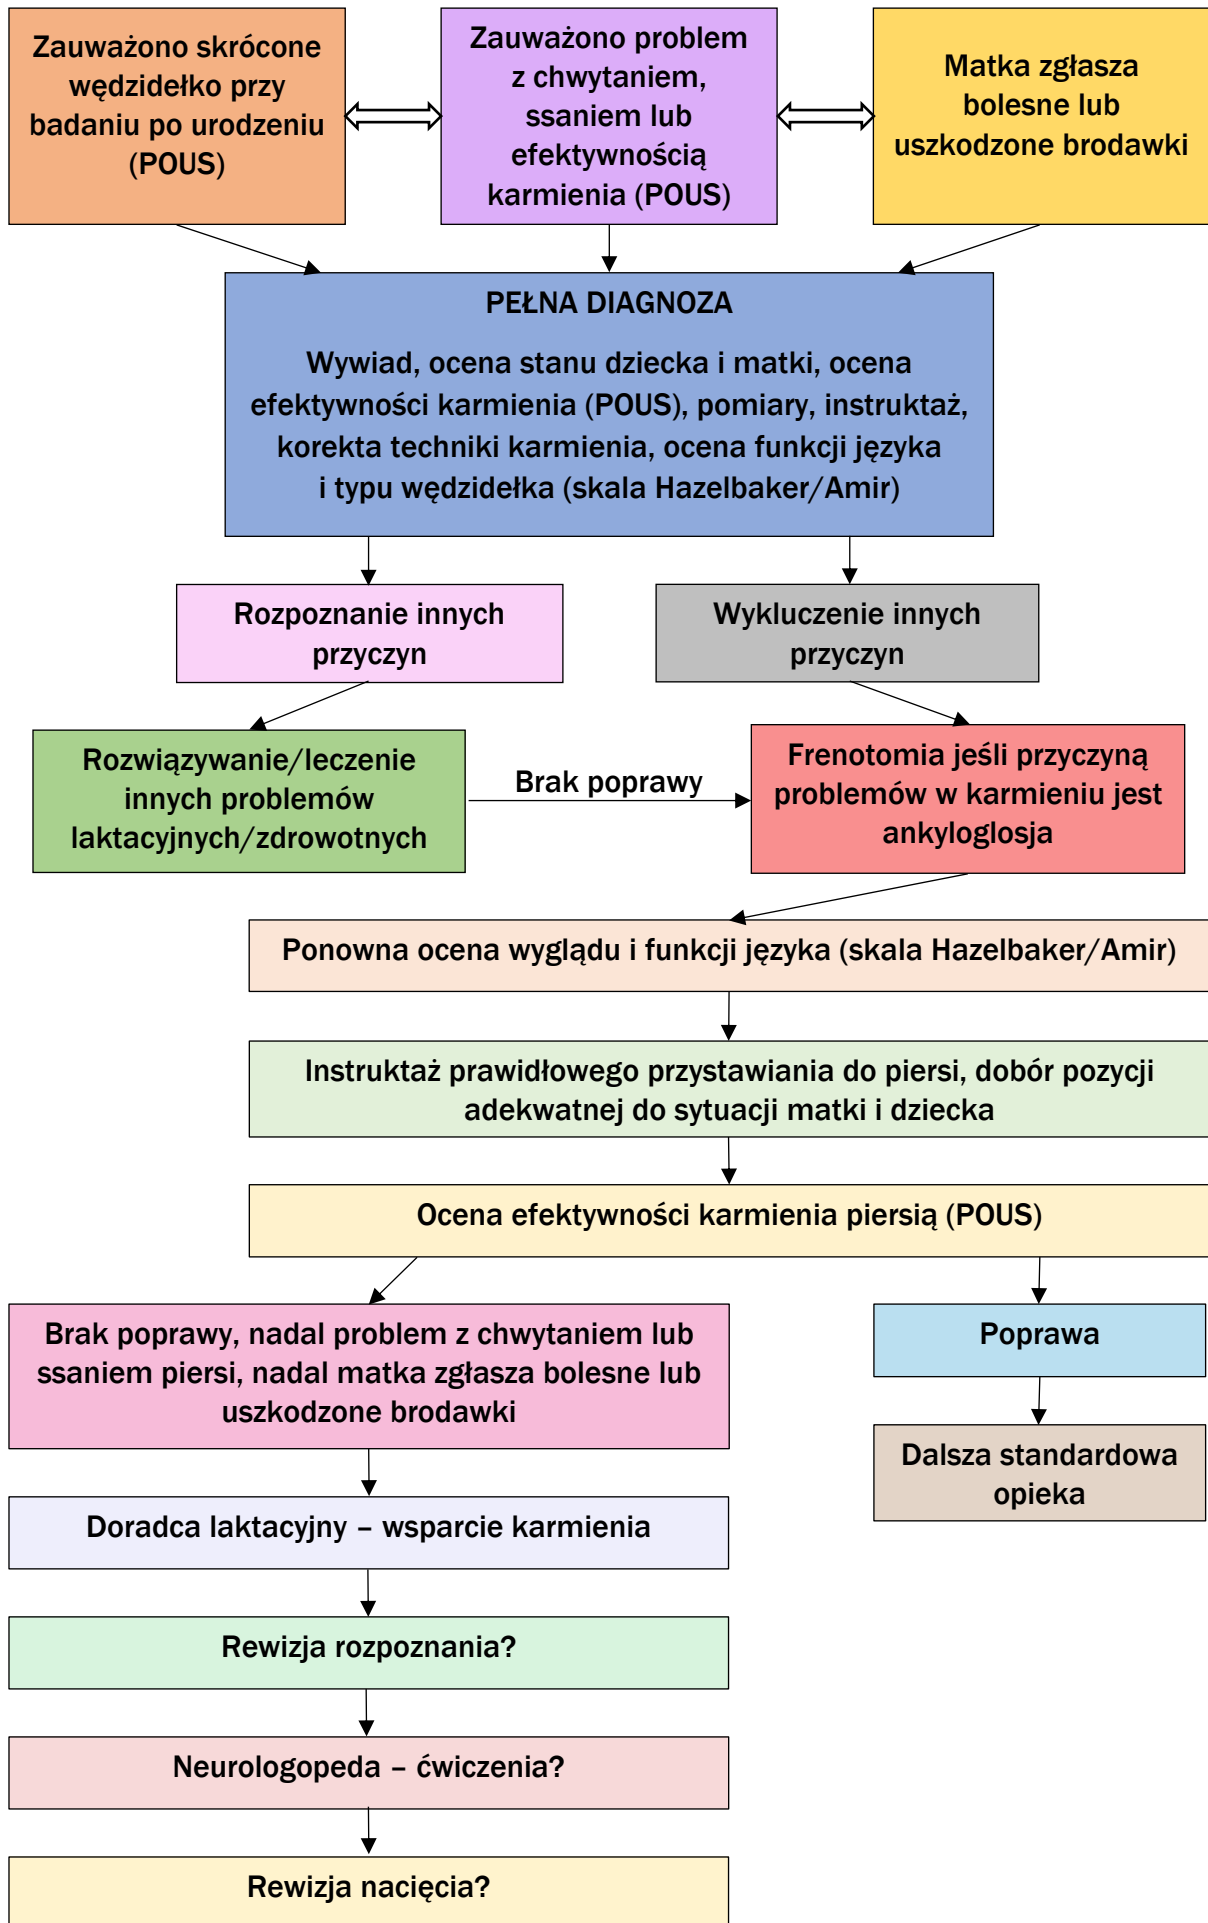 Zauważono skrócone
wędzidełko przy
badaniu po urodzeniu
(POUS)
Zauważono problem
z chwytaniem,
ssaniem lub
efektywnością
karmienia (POUS)
Matka zgłasza
bolesne lub
uszkodzone brodawki
PEŁNA DIAGNOZA
Wywiad, ocena stanu dziecka i matki, ocena
efektywności karmienia (POUS), pomiary, instruktaż,
korekta techniki karmienia, ocena funkcji języka
i typu wędzidełka (skala Hazelbaker/Amir)
Rozpoznanie innych
przyczyn
Wykluczenie innych
przyczyn
Rozwiązywanie/leczenie
innych problemów
laktacyjnych/zdrowotnych
Brak poprawy
Frenotomia jeśli przyczyną
problemów w karmieniu jest
ankyloglosja
Ponowna ocena wyglądu i funkcji języka (skala Hazelbaker/Amir)
Instruktaż prawidłowego przystawiania do piersi, dobór pozycji
adekwatnej do sytuacji matki i dziecka
Ocena efektywności karmienia piersią (POUS)
Brak poprawy, nadal problem z chwytaniem lub
ssaniem piersi, nadal matka zgłasza bolesne lub
uszkodzone brodawki
Poprawa
Dalsza standardowa
opieka
Doradca laktacyjny – wsparcie karmienia
Rewizja rozpoznania?
Neurologopeda – ćwiczenia?
Rewizja nacięcia?